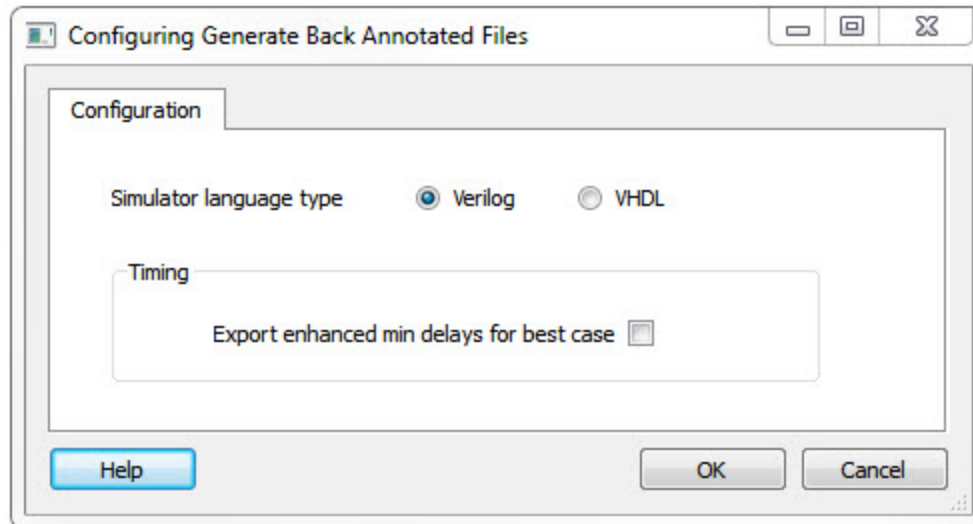 Configuring Generate Back Annotated Files
Configuration
Simulator language type Verilog VHDL
Timing
Export enhanced min delays for best case
Help OK Cancel